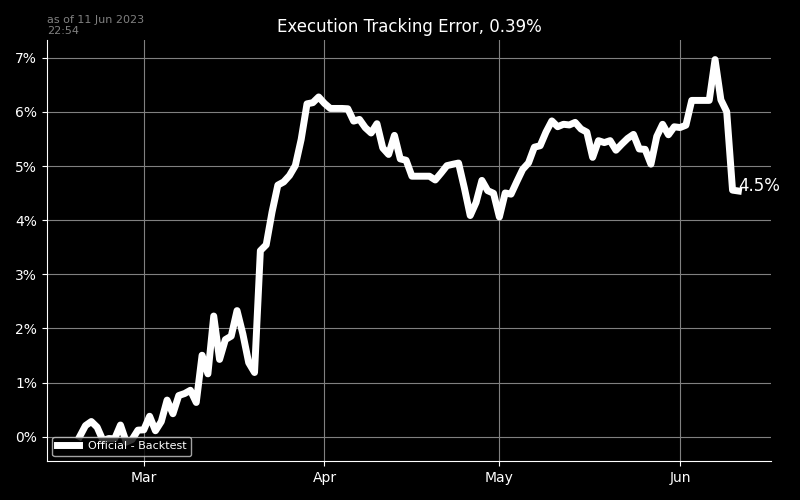 as of 11 Jun 2023
22:54
Execution Tracking Error, 0.39%
7%
6%
5%
4%
3%
2%
1%
0%
4.5%
Official - Backtest
Mar
Apr
May
Jun